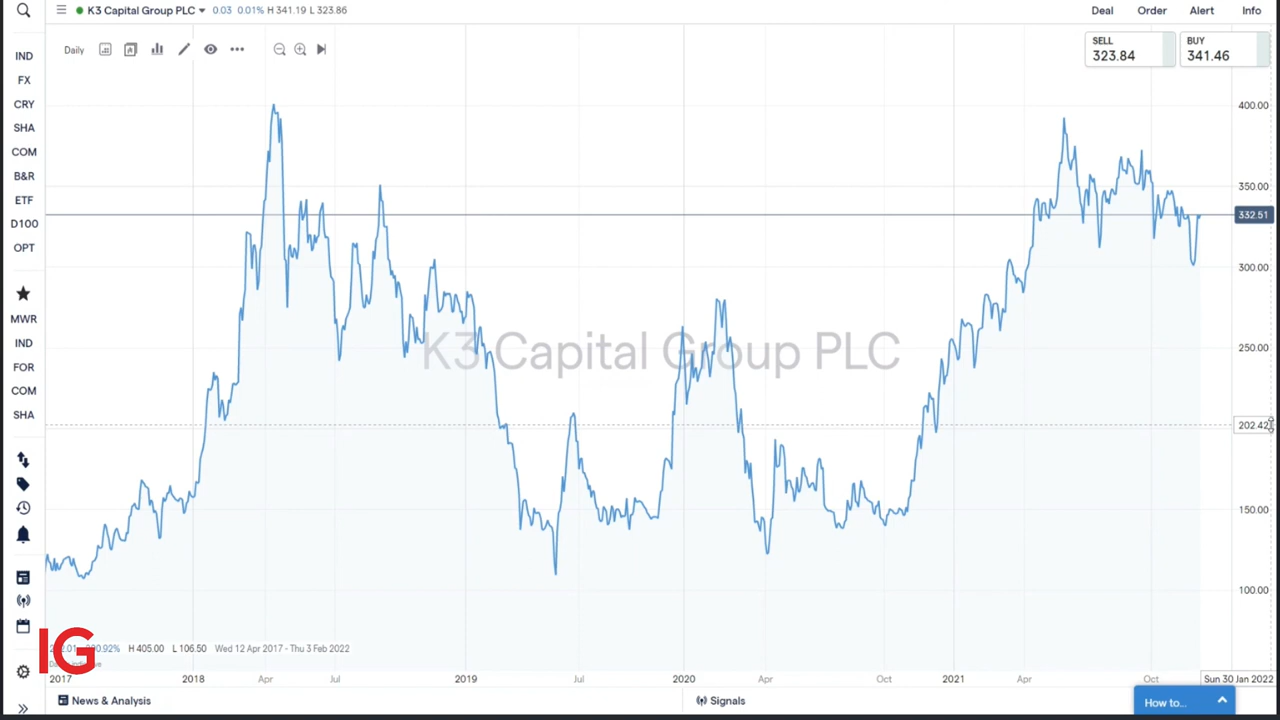 K3 Capital Group PLC 0.03 0.01% H 341.19 L 323.86
Deal Order Alert Info
Daily
SELL
323.84
BUY
341.46
IND
FX
CRY
SHA
COM
B&R
ETF
D100
OPT
MWR
IND
FOR
COM
SHA
400.00
350.00
332.51
300.00
250.00
202.42
150.00
100.00
K3 Capital Group PLC
H 405.00 L 106.50 Wed 12 Apr 2017 - Thu 3 Feb 2022
IG
2017 2018 Apr Jul 2019 Jul 2020 Apr Oct 2021 Apr Oct Sun 30 Jan 2022
News & Analysis
Signals
How to...